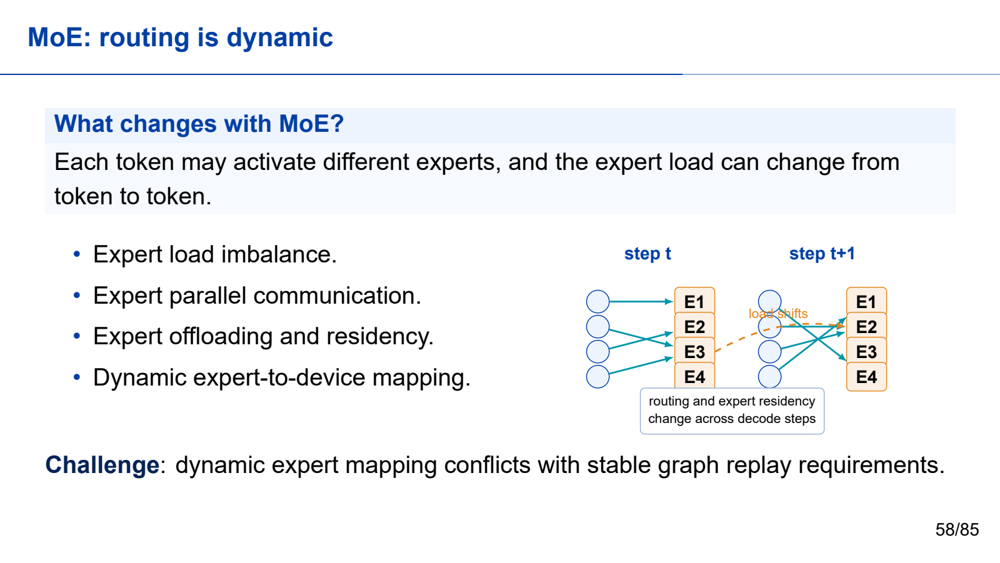 MoE: routing is dynamic
What changes with MoE?
Each token may activate different experts, and the expert load can change from
token to token.
• Expert load imbalance.
• Expert parallel communication.
• Expert offloading and residency.
• Dynamic expert-to-device mapping.
step t
step t+1
E1
E2
E3
E4
load shifts
E1
E2
E3
E4
routing and expert residency
change across decode steps
Challenge: dynamic expert mapping conflicts with stable graph replay requirements.
58/85